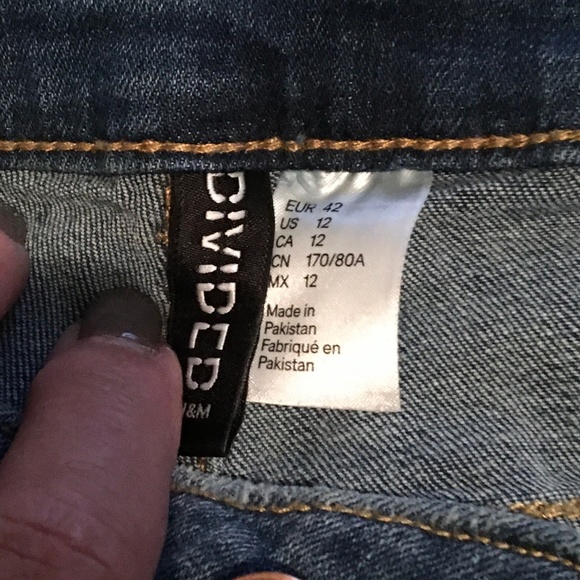 DIVIDED
H&M
EUR 42
US 12
CA 12
CN 170/80A
MX 12
Made in
Pakistan
Fabriqué en
Pakistan